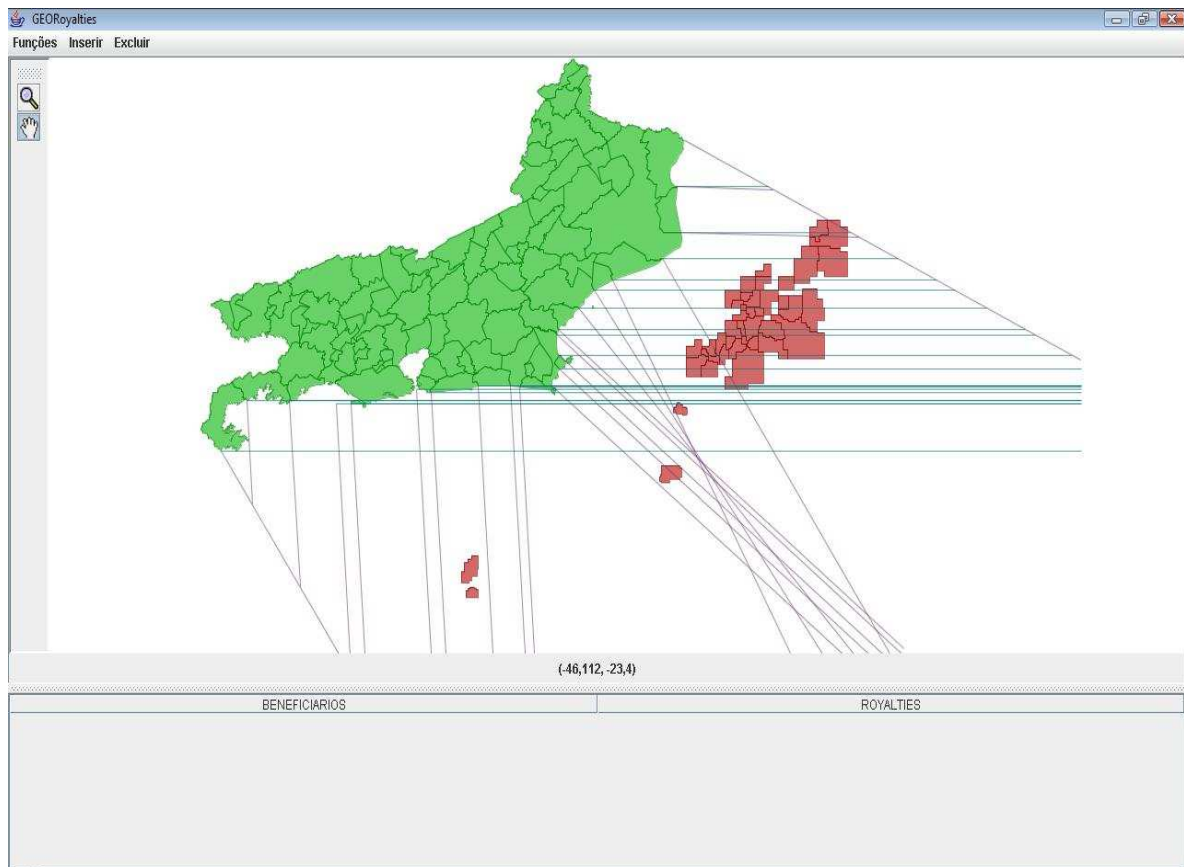 GEORoyalties
Funções Inserir Excluir
(-46,112, -23,4)
BENEFICIARIOS ROYALTIES